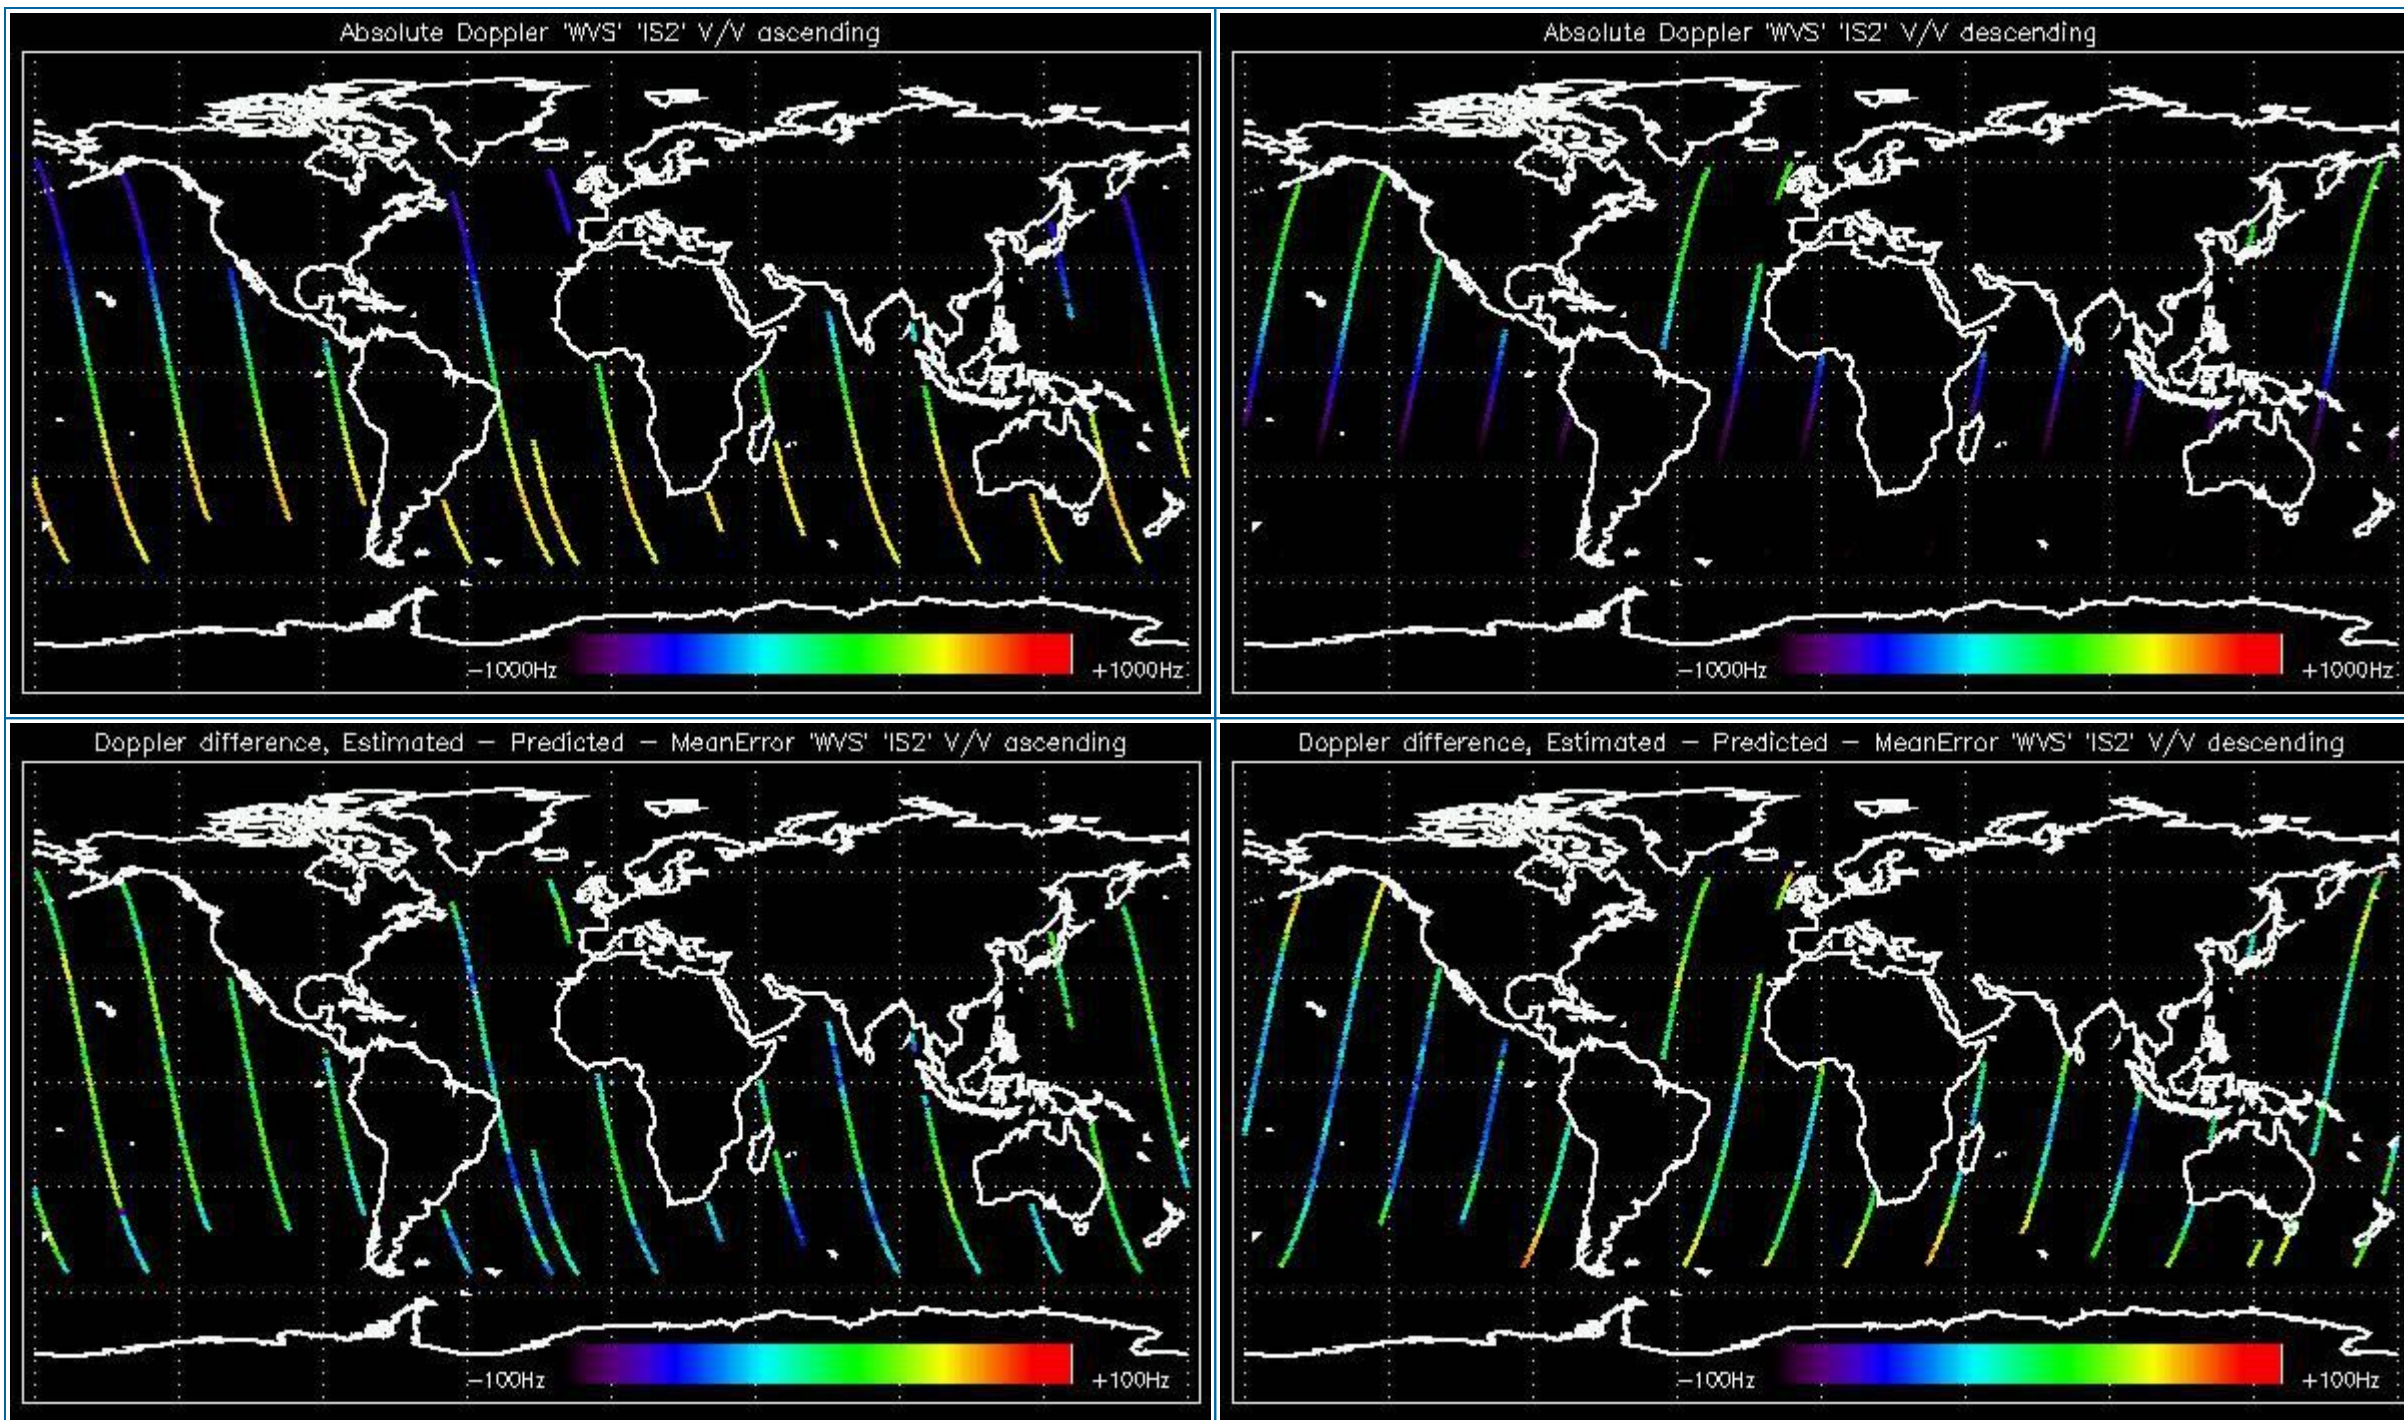 Absolute Doppler 'WVS' 'IS2' V/V ascending
-1000Hz
+1000Hz
Absolute Doppler 'WVS' 'IS2' V/V descending
-1000Hz
+1000Hz
Doppler difference, Estimated - Predicted - MeanError 'WVS' 'IS2' V/V ascending
-100Hz
+100Hz
Doppler difference, Estimated - Predicted - MeanError 'WVS' 'IS2' V/V descending
-100Hz
+100Hz